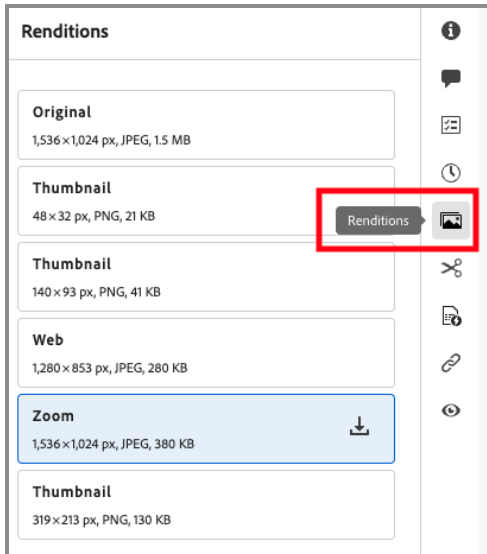 Renditions
Original
1,536×1,024 px, JPEG, 1.5 MB
Thumbnail
48×32 px, PNG, 21 KB
Renditions
Thumbnail
140×93 px, PNG, 41 KB
Web
1,280×853 px, JPEG, 280 KB
Zoom
1,536×1,024 px, JPEG, 380 KB
Thumbnail
319×213 px, PNG, 130 KB